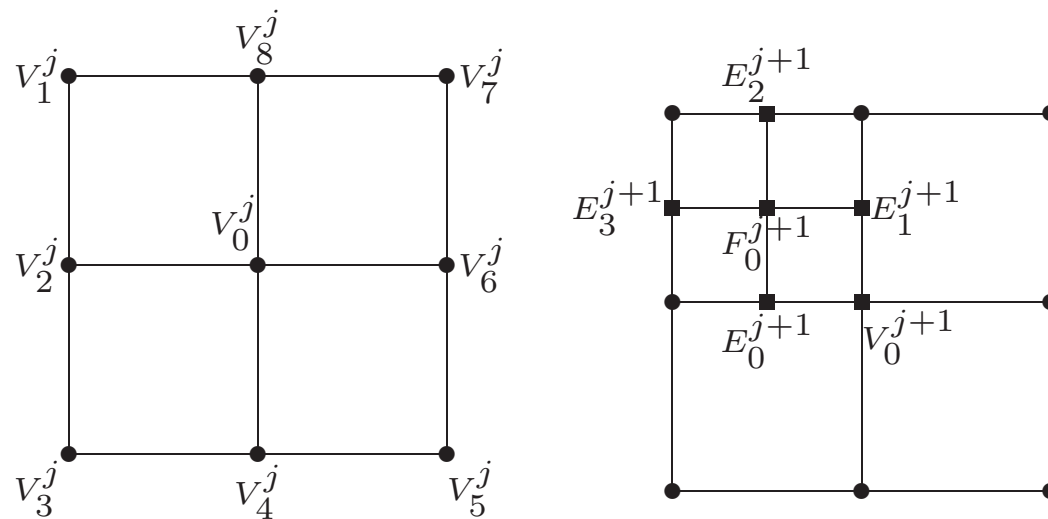 V_8^j
V_1^j
V_7^j
V_0^j
V_2^j
V_6^j
V_3^j
V_4^j
V_5^j
E_2^{j+1}
E_3^{j+1}
E_1^{j+1}
F_0^{j+1}
E_0^{j+1}
V_0^{j+1}